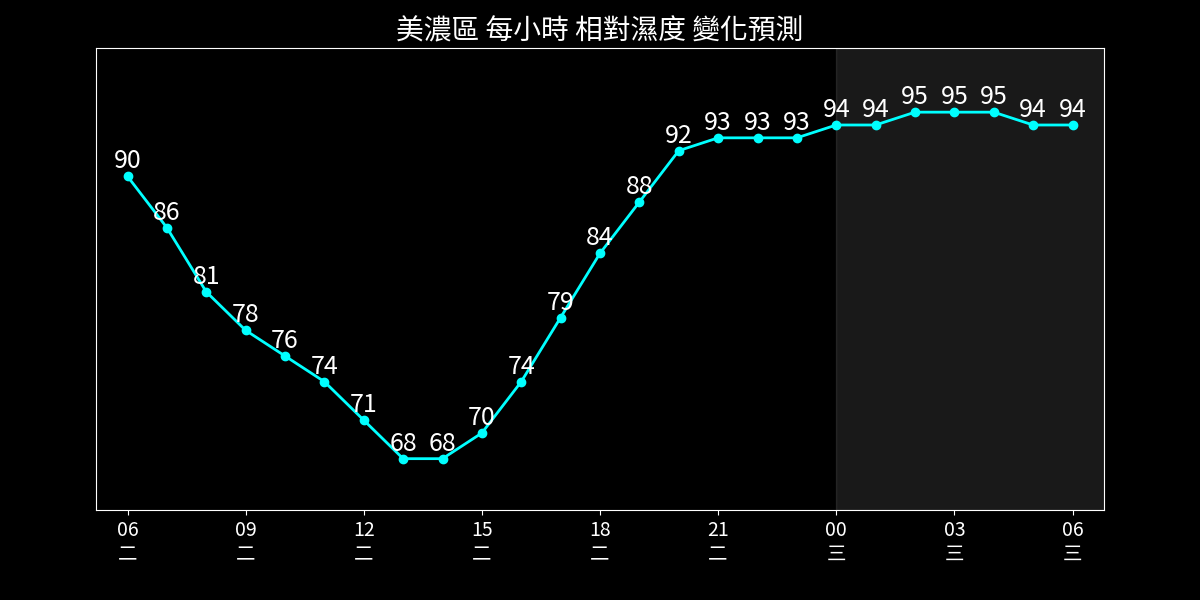 美濃區 每小時 相對濕度 變化預測
90 86 81 78 76 74 71 68 68 70 74 79 84 88 92 93 93 93 94 94 95 95 95 94 94
06 09 12 15 18 21 00 03 06
二 二 二 二 二 二 三 三 三